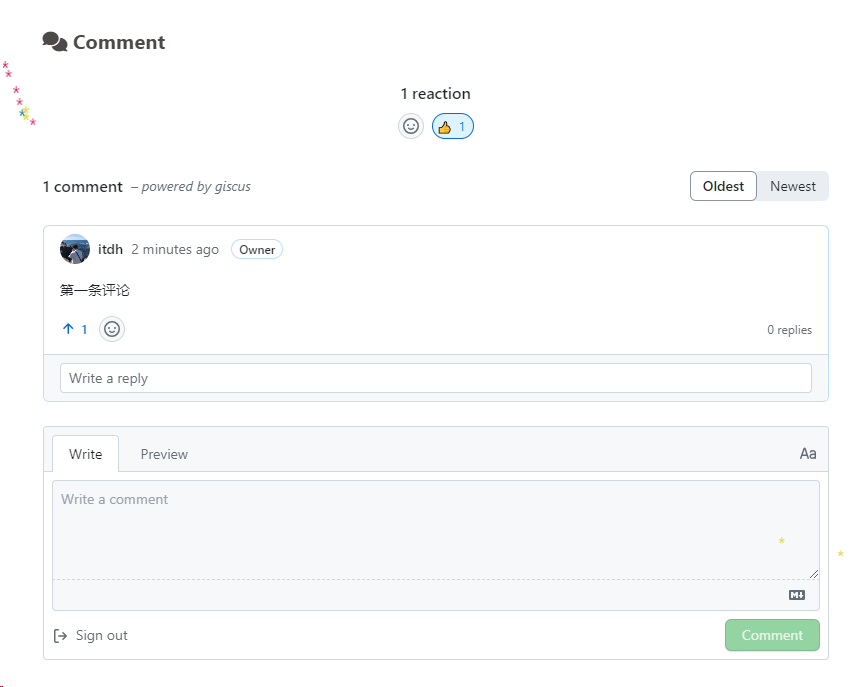 Comment
1 reaction
👍 1
1 comment – powered by giscus
Oldest Newest
itdh 2 minutes ago Owner
第一条评论
↑ 1
0 replies
Write a reply
Write Preview Aa
Write a comment
M↓
Sign out
Comment